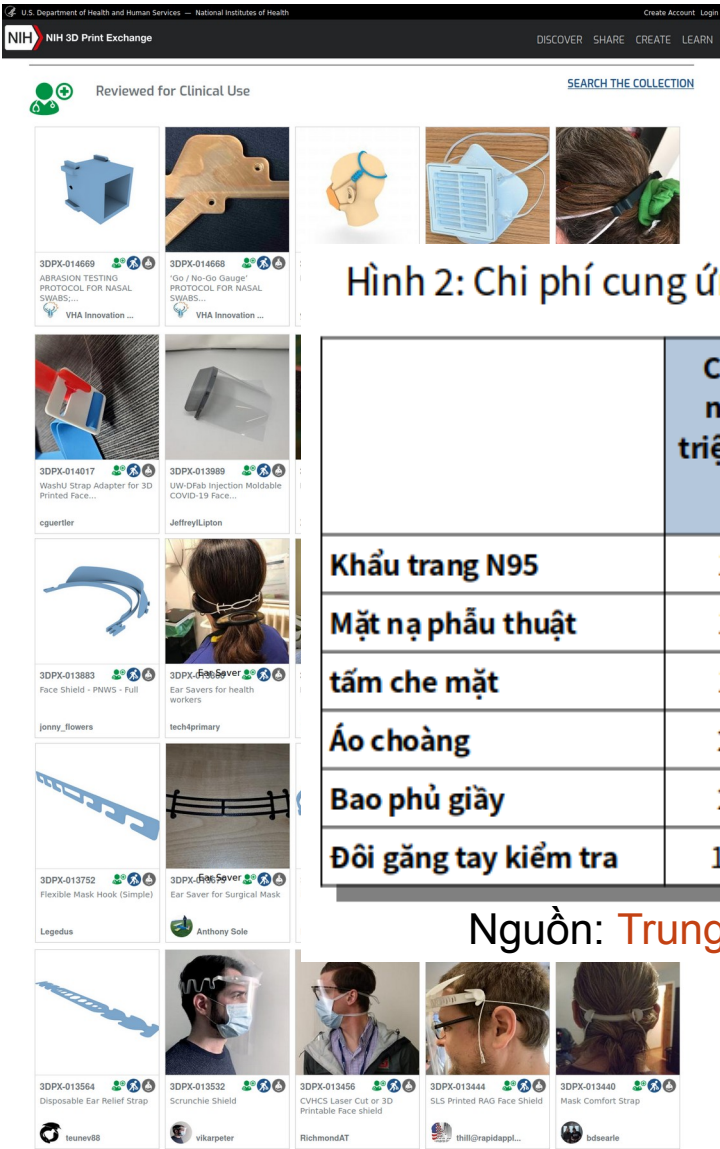 U.S. Department of Health and Human Services — National Institutes of Health
Create Account Login
NIH NIH 3D Print Exchange
DISCOVER SHARE CREATE LEARN
Reviewed for Clinical Use
SEARCH THE COLLECTION
3DPX-014669
ABRASION TESTING
PROTOCOL FOR NASAL
SWABS;...
VHA Innovation ...
3DPX-014668
'Go / No-Go Gauge'
PROTOCOL FOR NASAL
SWABS...
VHA Innovation ...
Hình 2: Chi phí cung
triệ
Khẩu trang N95
Mặt nạ phẫu thuật
tấm che mặt
Áo choàng
Bao phủ giầy
Đôi găng tay kiểm tra
Nguồn: Trung
3DPX-014017
WashU Strap Adapter for 3D
Printed Face...
cguertler
3DPX-013989
UW-DFab Injection Moldable
COVID-19 Face...
JeffreyILipton
3DPX-013883
Face Shield - PNWS - Full
jonny_flowers
Ear Saver
Ear Savers for health
workers
tech4primary
3DPX-013752
Flexible Mask Hook (Simple)
Legedus
Ear Saver
Ear Saver for Surgical Mask
Anthony Sole
3DPX-013564
Disposable Ear Relief Strap
teunev88
3DPX-013532
Scrunchie Shield
vikarpeter
3DPX-013456
CVHCS Laser Cut or 3D
Printable Face shield
RichmondAT
3DPX-013444
SLS Printed RAG Face Shield
thill@rapidappl...
3DPX-013440
Mask Comfort Strap
bdsearle